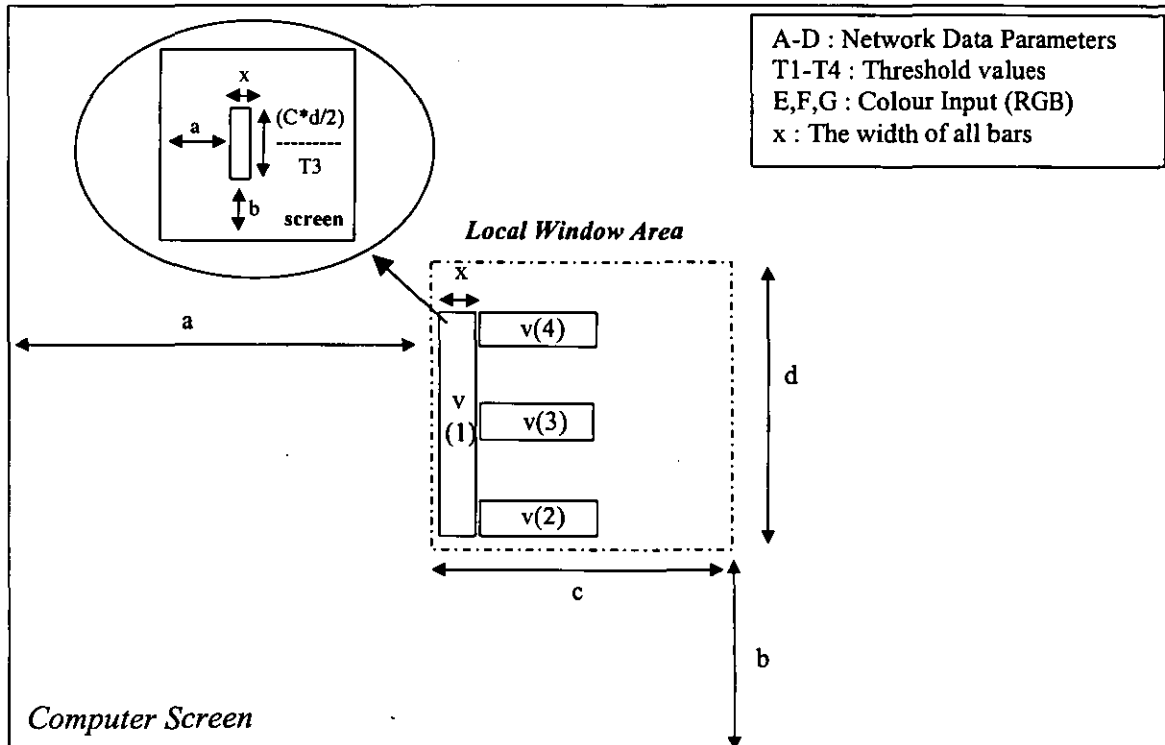 x
(C*d/2)
a
T3
b
screen
A-D : Network Data Parameters
T1-T4 : Threshold values
E,F,G : Colour Input (RGB)
x : The width of all bars
Local Window Area
x
a
v(4)
d
v
(1)
v(3)
v(2)
c
b
Computer Screen